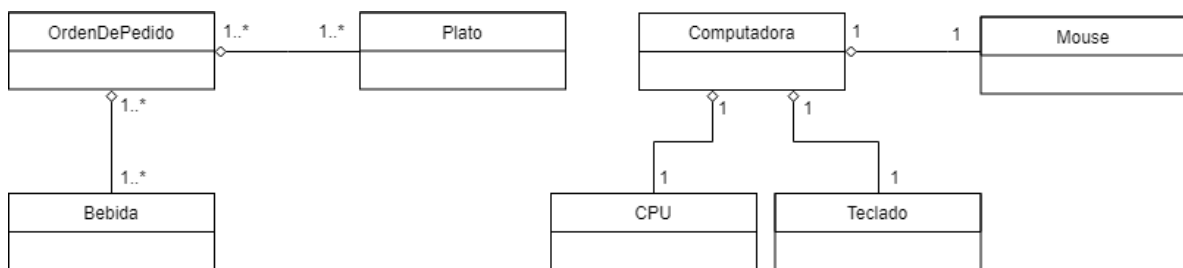 OrdenDePedido
1..*
1..*
Plato
1..*
1..*
Bebida
Computadora
1
1
Mouse
1
1
1
1
CPU
Teclado